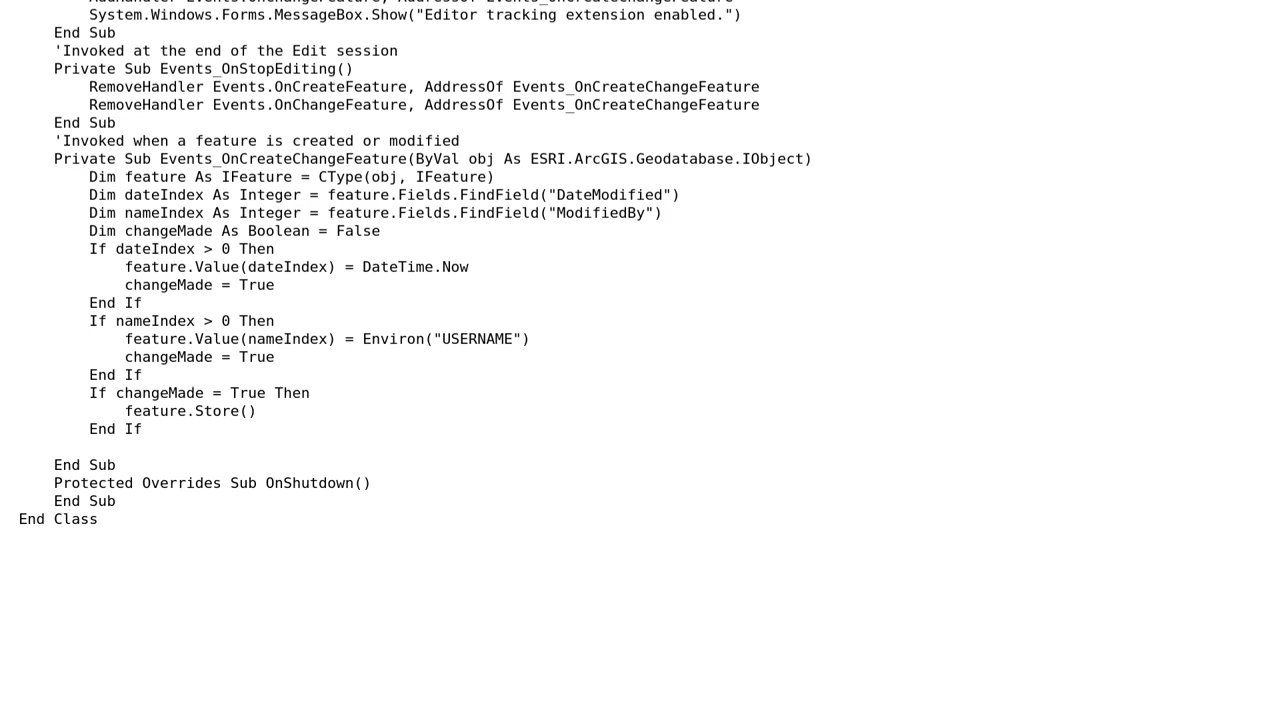 System.Windows.Forms.MessageBox.Show("Editor tracking extension enabled.")
End Sub
'Invoked at the end of the Edit session
Private Sub Events_OnStopEditing()
RemoveHandler Events.OnCreateFeature, AddressOf Events_OnCreateChangeFeature
RemoveHandler Events.OnChangeFeature, AddressOf Events_OnCreateChangeFeature
End Sub
'Invoked when a feature is created or modified
Private Sub Events_OnCreateChangeFeature(ByVal obj As ESRI.ArcGIS.Geodatabase.IObject)
Dim feature As IFeature = CType(obj, IFeature)
Dim dateIndex As Integer = feature.Fields.FindField("DateModified")
Dim nameIndex As Integer = feature.Fields.FindField("ModifiedBy")
Dim changeMade As Boolean = False
If dateIndex > 0 Then
feature.Value(dateIndex) = DateTime.Now
changeMade = True
End If
If nameIndex > 0 Then
feature.Value(nameIndex) = Environ("USERNAME")
changeMade = True
End If
If changeMade = True Then
feature.Store()
End If
End Sub
Protected Overrides Sub OnShutdown()
End Sub
End Class